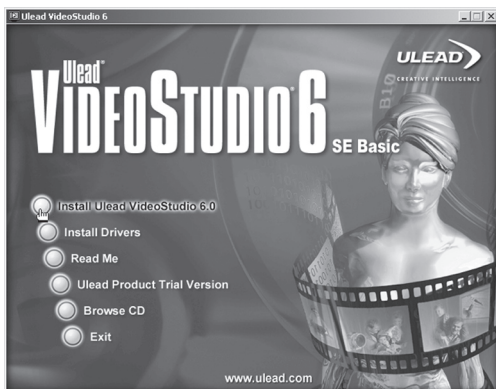 Ulead VideoStudio 6
ULEAD
CREATIVE INTELLIGENCE
Ulead®
VIDEOSTUDIO® 6
SE Basic
Install Ulead VideoStudio 6.0
Install Drivers
Read Me
Ulead Product Trial Version
Browse CD
Exit
www.ulead.com